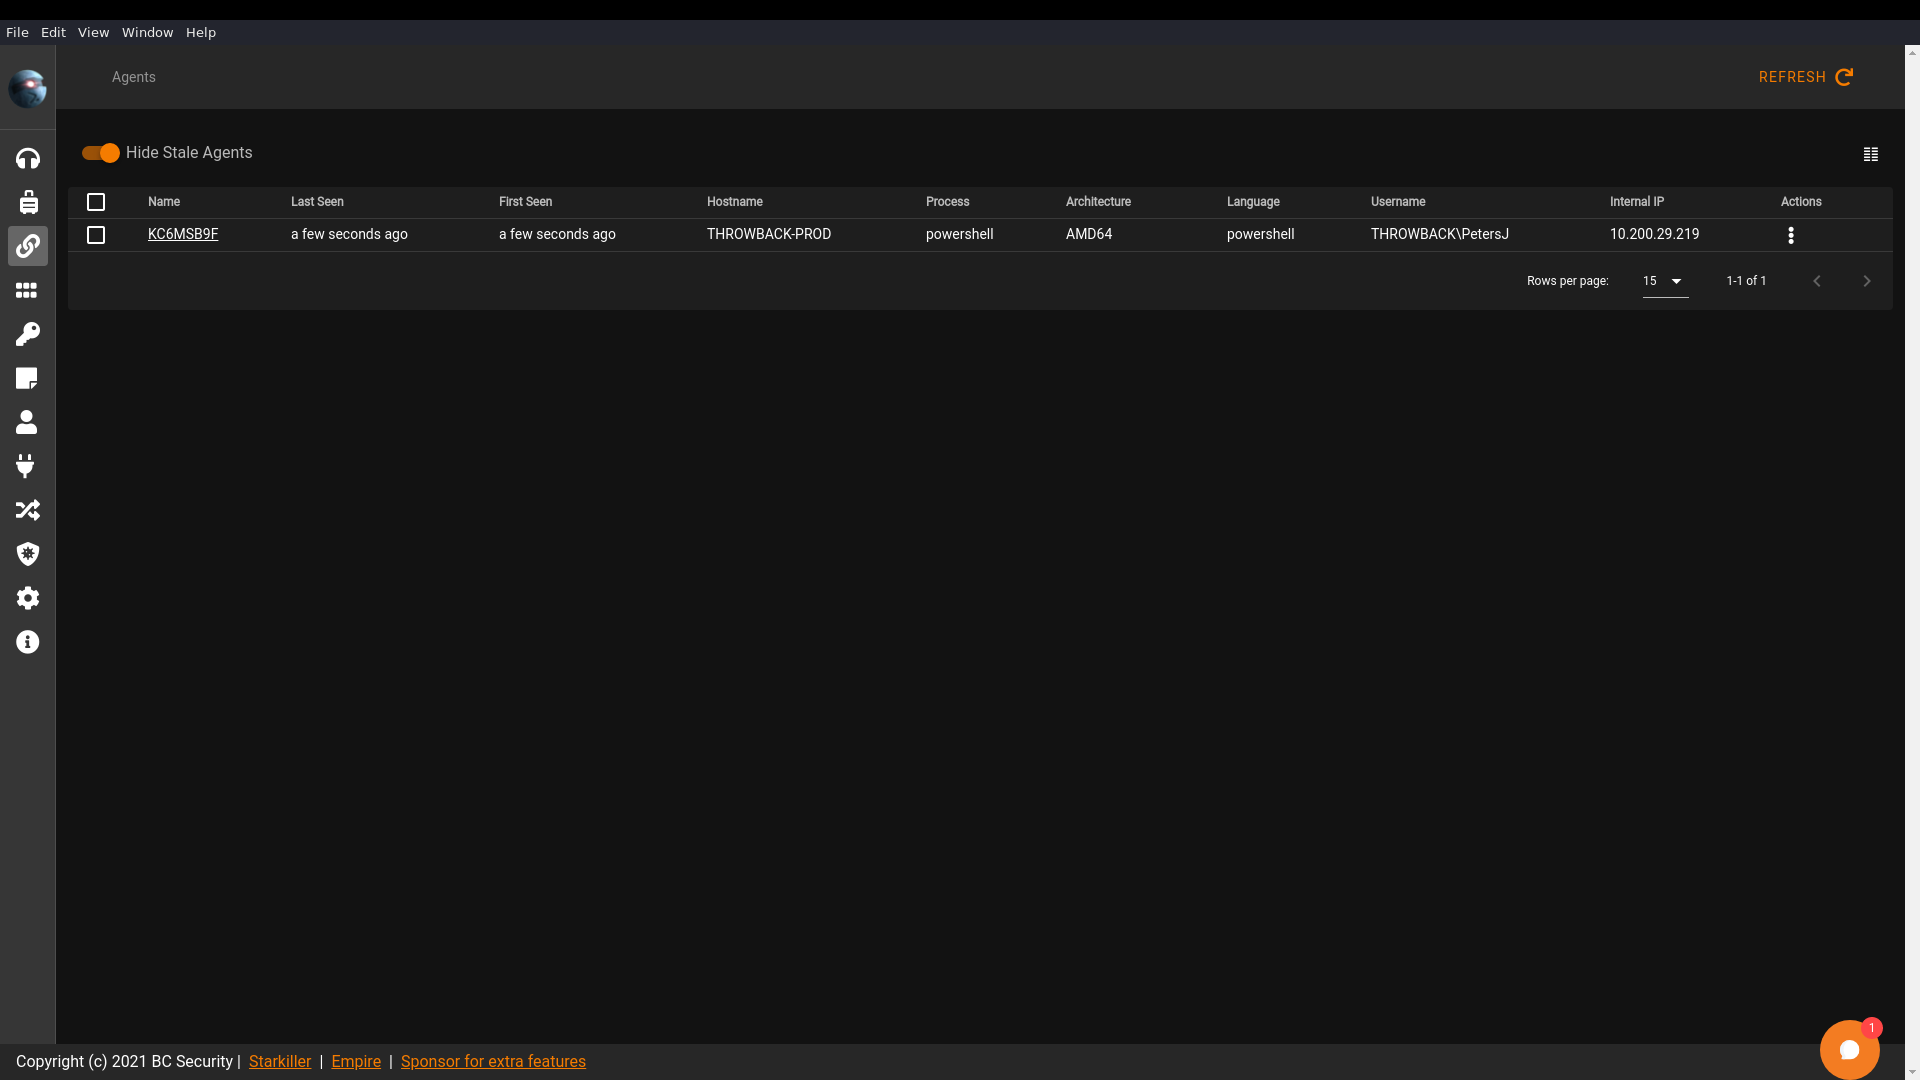 File Edit View Window Help
Agents
REFRESH
Hide Stale Agents
Name Last Seen First Seen Hostname Process Architecture Language Username Internal IP Actions
KC6MSB9F a few seconds ago a few seconds ago THROWBACK-PROD powershell AMD64 powershell THROWBACK\PetersJ 10.200.29.219
Rows per page: 15 1-1 of 1
1
Copyright (c) 2021 BC Security | Starkiller | Empire | Sponsor for extra features